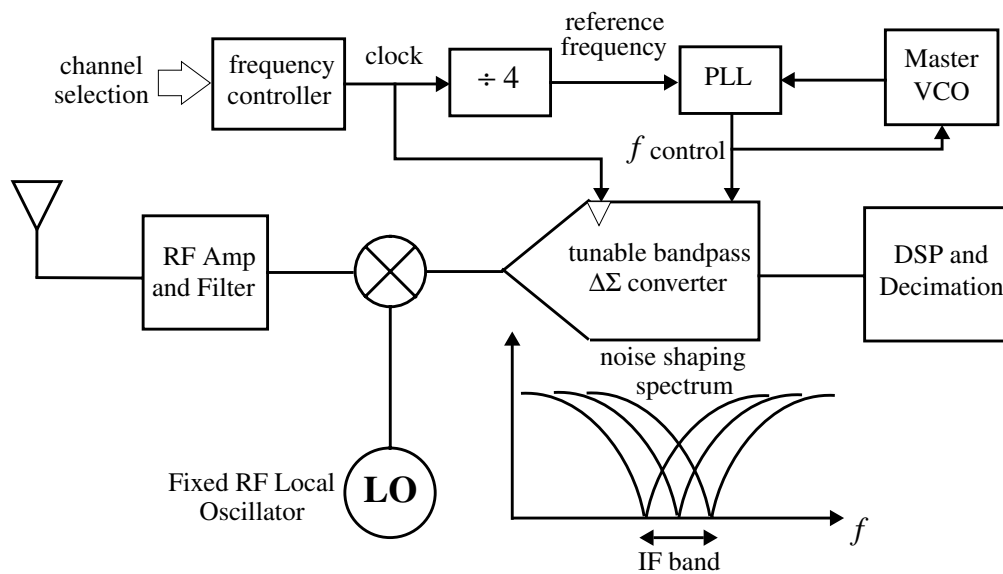 channel
selection
frequency
controller
clock
÷ 4
reference
frequency
PLL
Master
VCO
f control
RF Amp
and Filter
tunable bandpass
ΔΣ converter
DSP and
Decimation
noise shaping
spectrum
Fixed RF Local
Oscillator
LO
f
IF band